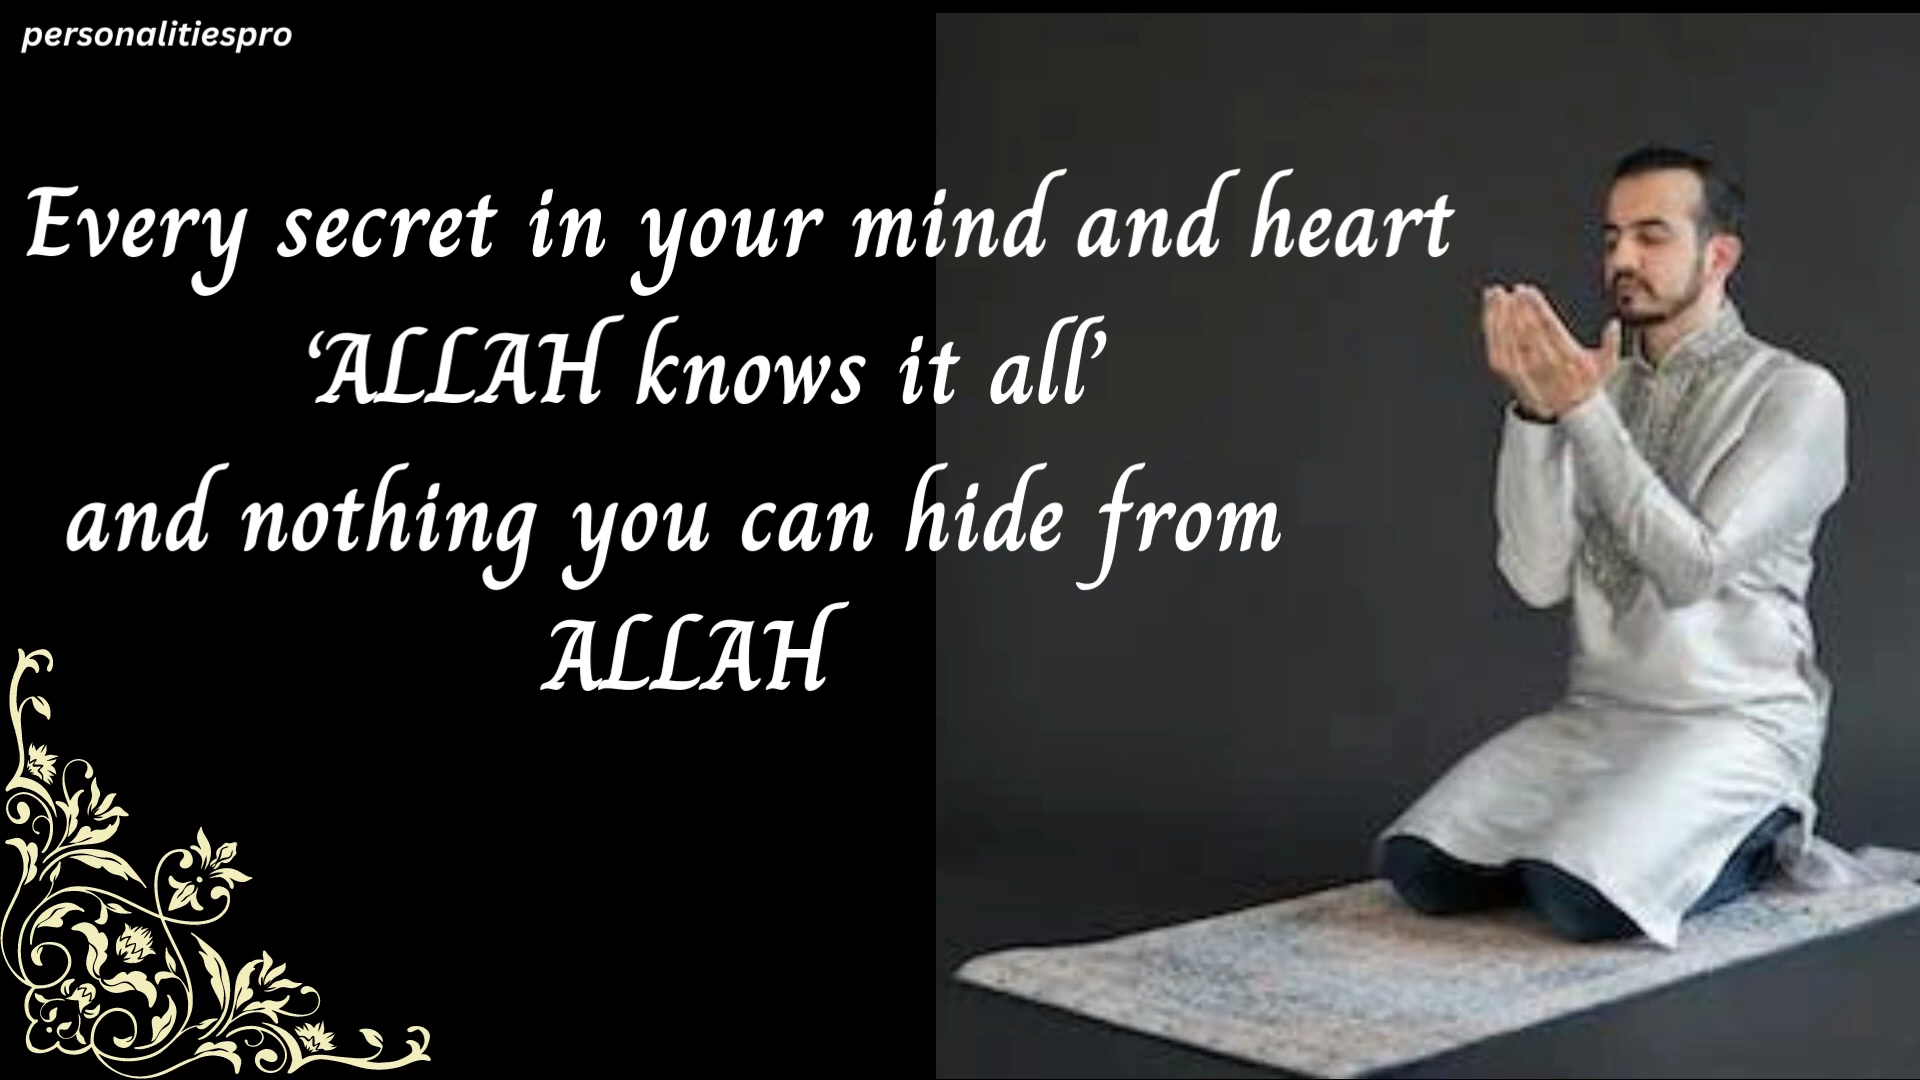 personalitiespro
Every secret in your mind and heart
‘ALLAH knows it all’
and nothing you can hide from
ALLAH